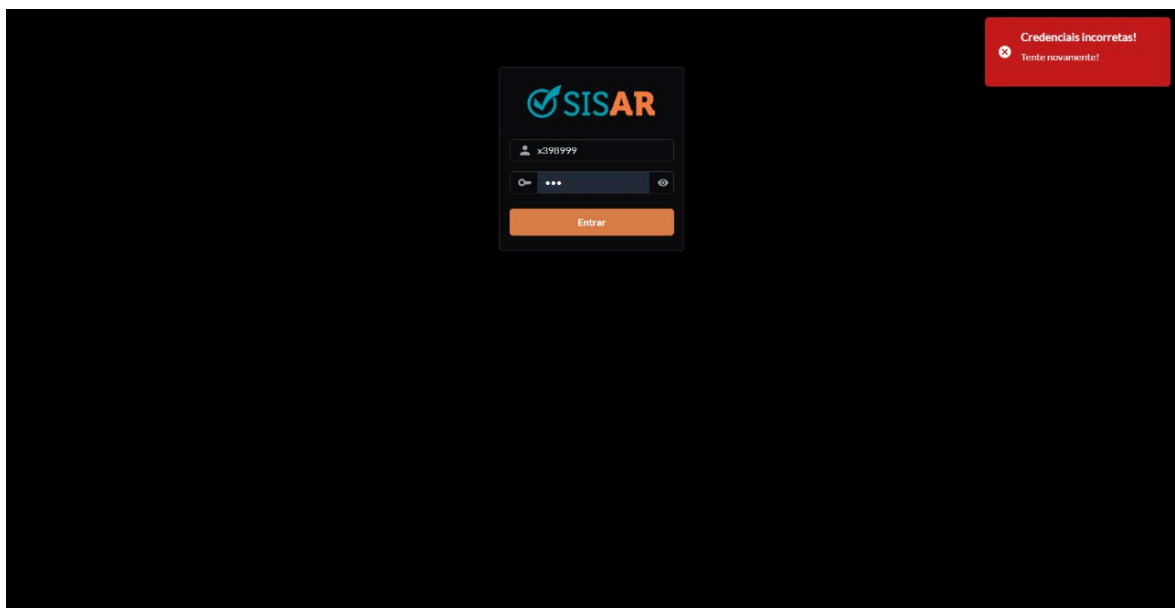 Credenciais incorretas!
Tente novamente!
SISAR
x398999
•••
Entrar